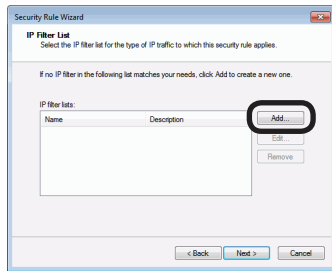 Security Rule Wizard
IP Filter List
Select the IP filter list for the type of IP traffic to which this security rule applies.
If no IP filter in the following list matches your needs, click Add to create a new one.
IP filter lists:
Name Description
Add...
Edit...
Remove
< Back Next > Cancel